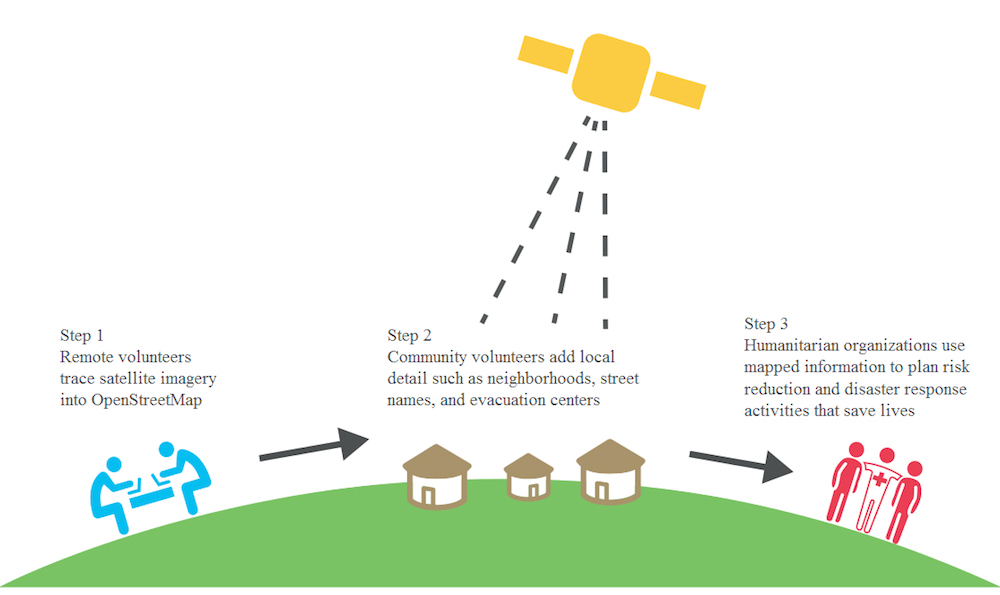 Step 1
Remote volunteers
trace satellite imagery
into OpenStreetMap
Step 2
Community volunteers add local
detail such as neighborhoods, street
names, and evacuation centers
Step 3
Humanitarian organizations use
mapped information to plan risk
reduction and disaster response
activities that save lives